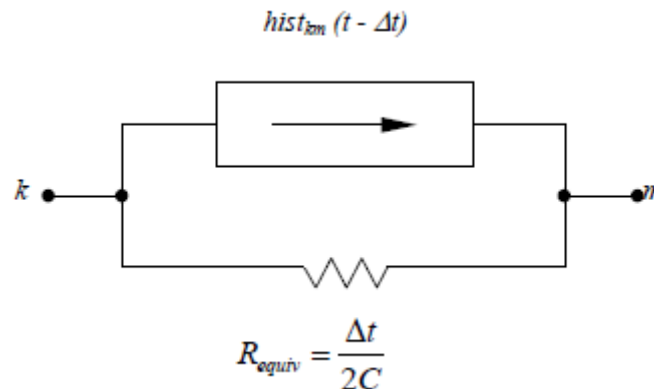 hist_km (t - Δt)
k
R_equiv = Δt / 2C